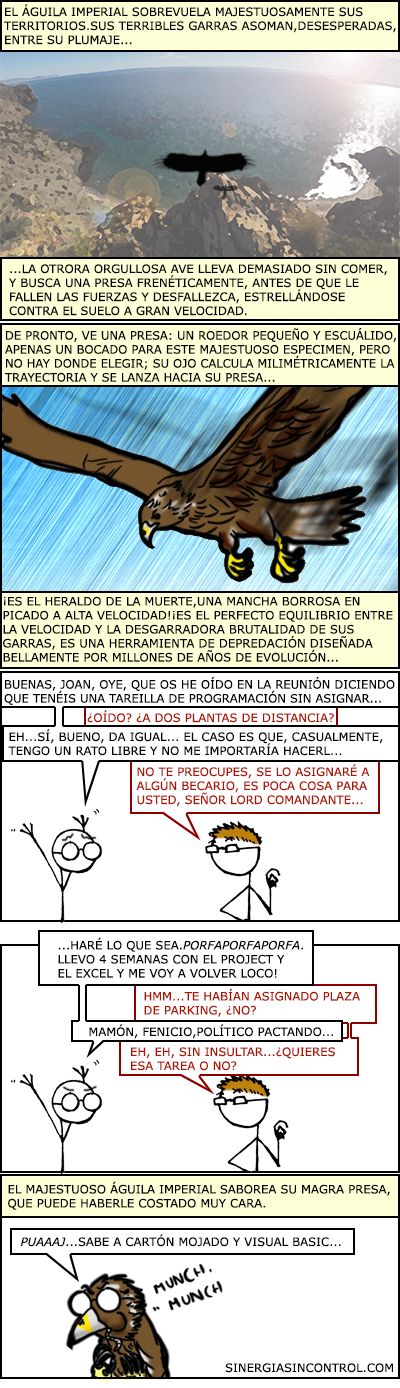 EL ÁGUILA IMPERIAL SOBREVUELA MAJESTUOSAMENTE SUS
TERRITORIOS.SUS TERRIBLES GARRAS ASOMAN,DESESPERADAS,
ENTRE SU PLUMAJE...
...LA OTRORA ORGULLOSA AVE LLEVA DEMASIADO SIN COMER,
Y BUSCA UNA PRESA FRENÉTICAMENTE, ANTES DE QUE LE
FALLEN LAS FUERZAS Y DESFALLEZCA, ESTRELLÁNDOSE
CONTRA EL SUELO A GRAN VELOCIDAD.
DE PRONTO, VE UNA PRESA: UN ROEDOR PEQUEÑO Y ESCUÁLIDO,
APENAS UN BOCADO PARA ESTE MAJESTUOSO ESPECIMEN, PERO
NO HAY DONDE ELEGIR; SU OJO CALCULA MILIMÉTRICAMENTE LA
TRAYECTORIA Y SE LANZA HACIA SU PRESA...
¡ES EL HERALDO DE LA MUERTE,UNA MANCHA BORROSA EN
PICADO A ALTA VELOCIDAD!¡ES EL PERFECTO EQUILIBRIO ENTRE
LA VELOCIDAD Y LA DESGARRADORA BRUTALIDAD DE SUS
GARRAS, ES UNA HERRAMIENTA DE DEPREDACIÓN DISEÑADA
BELLAMENTE POR MILLONES DE AÑOS DE EVOLUCIÓN...
BUENAS, JOAN, OYE, QUE OS HE OÍDO EN LA REUNIÓN DICIENDO
QUE TENÉIS UNA TAREILLA DE PROGRAMACIÓN SIN ASIGNAR...
¿OÍDO? ¿A DOS PLANTAS DE DISTANCIA?
EH...SÍ, BUENO, DA IGUAL... EL CASO ES QUE, CASUALMENTE,
TENGO UN RATO LIBRE Y NO ME IMPORTARÍA HACERL...
NO TE PREOCUPES, SE LO ASIGNARÉ A
ALGÚN BECARIO, ES POCA COSA PARA
USTED, SEÑOR LORD COMANDANTE...
...HARÉ LO QUE SEA.PORFAPORFAPORFA.
LLEVO 4 SEMANAS CON EL PROJECT Y
EL EXCEL Y ME VOY A VOLVER LOCO!
HMM...TE HABÍAN ASIGNADO PLAZA
DE PARKING, ¿NO?
MAMÓN, FENICIO,POLÍTICO PACTANDO...
EH, EH, SIN INSULTAR...¿QUIERES
ESA TAREA O NO?
EL MAJESTUOSO ÁGUILA IMPERIAL SABOREA SU MAGRA PRESA,
QUE PUEDE HABERLE COSTADO MUY CARA.
PUAAAJ...SABE A CARTÓN MOJADO Y VISUAL BASIC...
MUNCH,
MUNCH
SINERGIASINCONTROL.COM